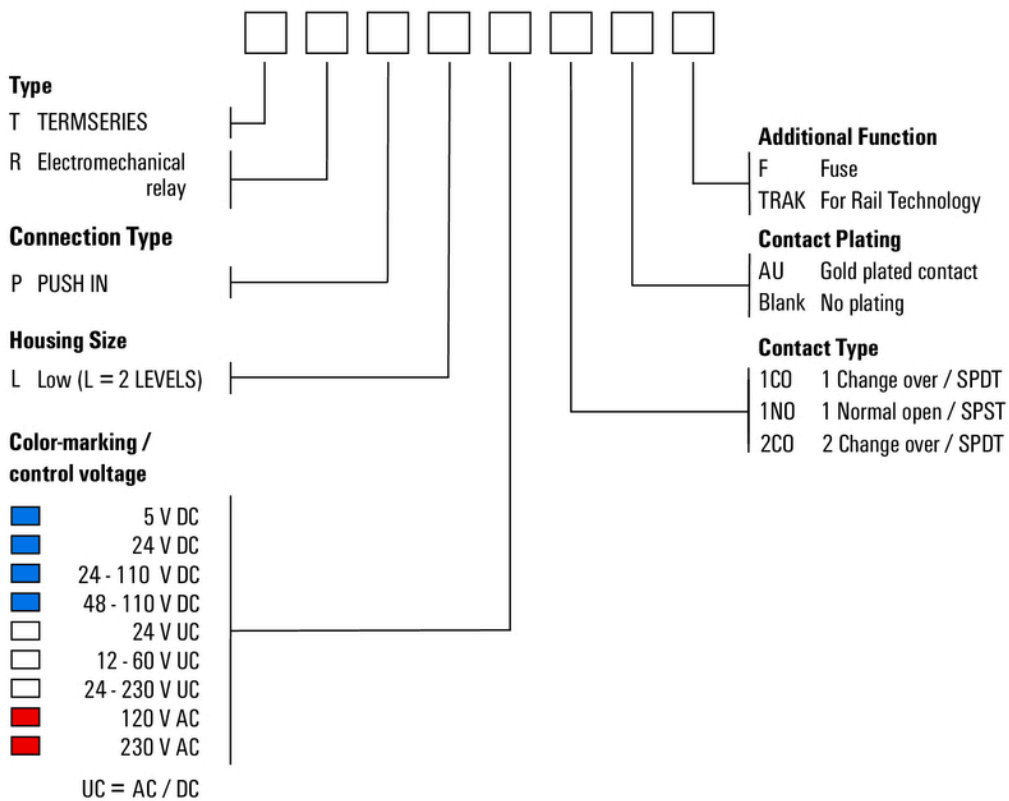 Type
T TERMSERIES
R Electromechanical
relay
Connection Type
P PUSH IN
Housing Size
L Low (L = 2 LEVELS)
Color-marking /
control voltage
5 V DC
24 V DC
24 - 110 V DC
48 - 110 V DC
24 V UC
12 - 60 V UC
24 - 230 V UC
120 V AC
230 V AC
UC = AC / DC
Additional Function
F Fuse
TRAK For Rail Technology
Contact Plating
AU Gold plated contact
Blank No plating
Contact Type
1CO 1 Change over / SPDT
1NO 1 Normal open / SPST
2CO 2 Change over / SPDT